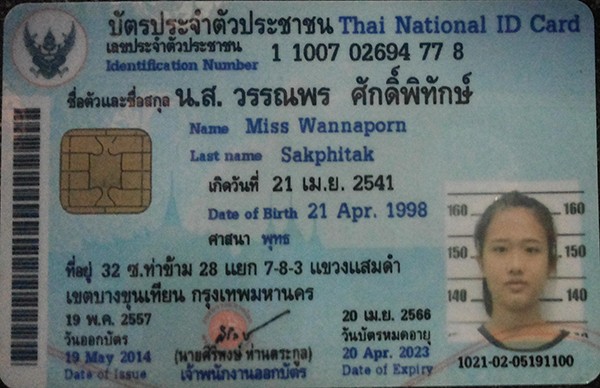 บัตรประจำตัวประชาชน Thai National ID Card
เลขประจำตัวประชาชน 1 1007 02694 77 8
Identification Number
ชื่อตัวและชื่อสกุล น.ส. วรรณพร ศักดิ์พิทักษ์
Name Miss Wannaporn
Last name Sakphitak
เกิดวันที่ 21 เม.ย. 2541
Date of Birth 21 Apr. 1998
ศาสนา พุทธ
ที่อยู่ 32 ซ.ท่าข้าม 28 แยก 7-8-3 แขวงแสมดำ
เขตบางขุนเทียน กรุงเทพมหานคร
19 พ.ค. 2557
วันออกบัตร
19 May 2014
Date of Issue
(นายศิริพงษ์ ห่านตระกูล)
เจ้าพนักงานออกบัตร
20 เม.ย. 2566
วันบัตรหมดอายุ
20 Apr. 2023
Date of Expiry
160 160
150 150
140 140
1021-02-05191100